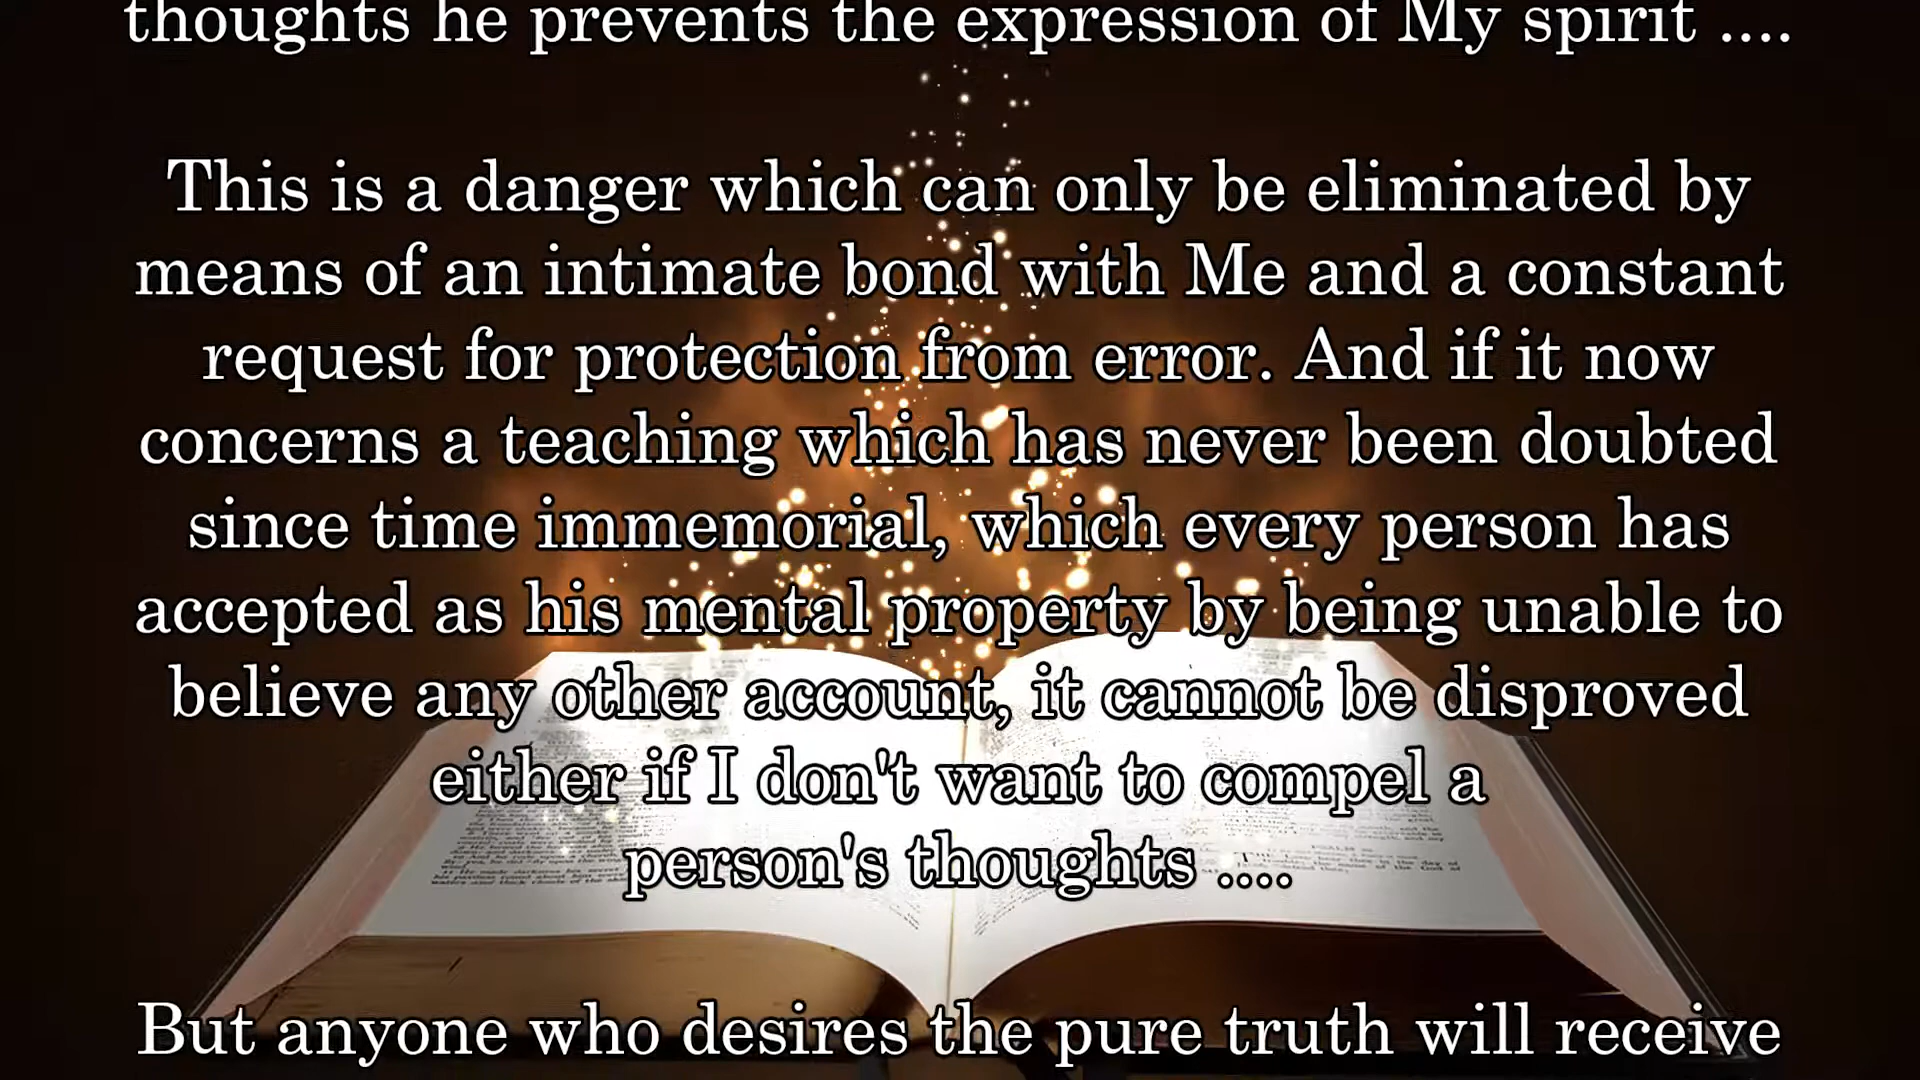 thoughts he prevents the expression of My spirit ....
This is a danger which can only be eliminated by
means of an intimate bond with Me and a constant
request for protection from error. And if it now
concerns a teaching which has never been doubted
since time immemorial, which every person has
accepted as his mental property by being unable to
believe any other account, it cannot be disproved
either if I don't want to compel a
person's thoughts ....
But anyone who desires the pure truth will receive